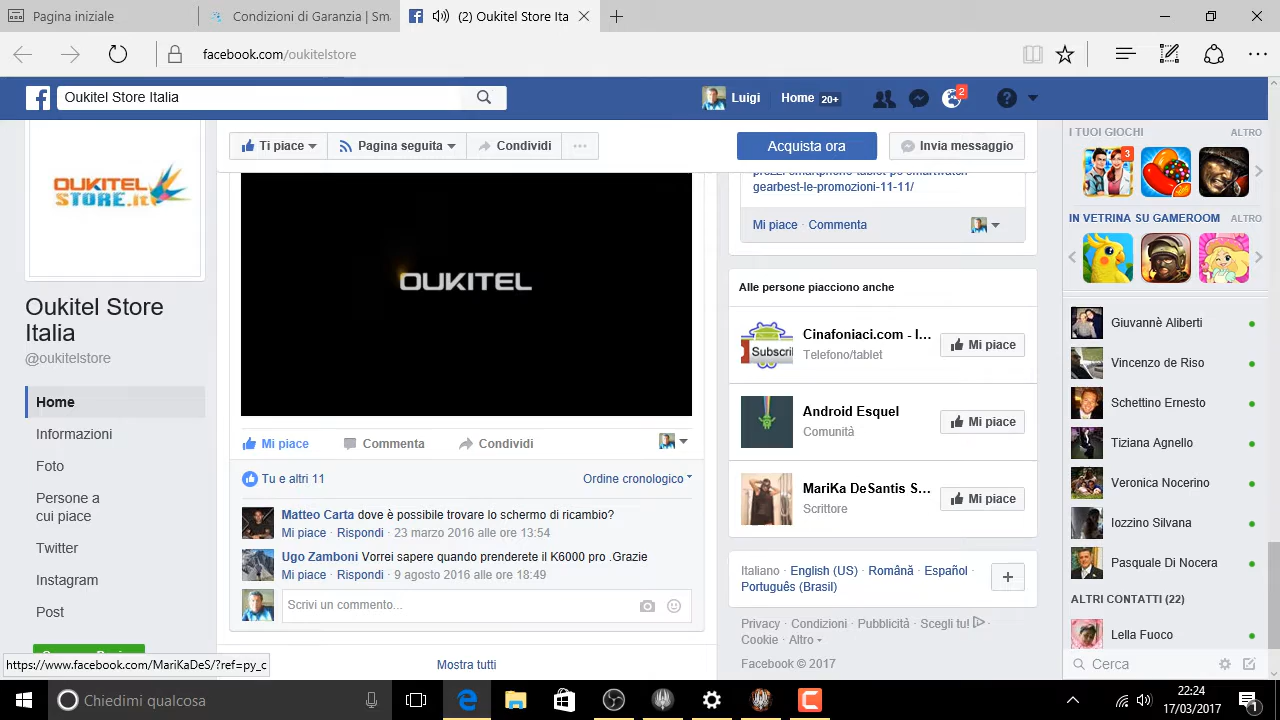 Pagina iniziale
Condizioni di Garanzia | Sm
(2) Oukitel Store Ita
facebook.com/oukitelstore
Oukitel Store Italia
Luigi
Home 20+
2
Ti piace
Pagina seguita
Condividi
Acquista ora
Invia messaggio
OUKITEL
STORE.it
Oukitel Store
Italia
@oukitelstore
Home
Informazioni
Foto
Persone a
cui piace
Twitter
Instagram
Post
https://www.facebook.com/MariKaDeS/?ref=py_c
OUKITEL
Mi piace
Commenta
Condividi
Tu e altri 11
Ordine cronologico
Matteo Carta dove è possibile trovare lo schermo di ricambio?
Mi piace · Rispondi · 23 marzo 2016 alle ore 13:54
Ugo Zamboni Vorrei sapere quando prenderete il K6000 pro .Grazie
Mi piace · Rispondi · 9 agosto 2016 alle ore 18:49
Scrivi un commento...
Mostra tutti
gearbest-le-promozioni-11-11/
Mi piace · Commenta
Alle persone piacciono anche
Cinafoniaci.com - I...
Telefono/tablet
Mi piace
Subscri
Android Esquel
Comunità
Mi piace
MariKa DeSantis S...
Scrittore
Mi piace
Italiano · English (US) · Română · Español ·
Português (Brasil)
Privacy · Condizioni · Pubblicità · Scegli tu! ·
Cookie · Altro
Facebook © 2017
I TUOI GIOCHI
ALTRO
3
IN VETRINA SU GAMEROOM
ALTRO
Giuvannè Aliberti
Vincenzo de Riso
Schettino Ernesto
Tiziana Agnello
Veronica Nocerino
Iozzino Silvana
Pasquale Di Nocera
ALTRI CONTATTI (22)
Lella Fuoco
Cerca
Chiedimi qualcosa
22:24
17/03/2017
1